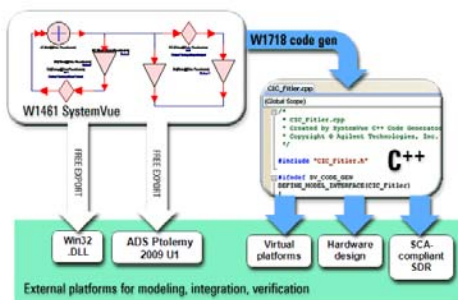 W1461 SystemVue
W1718 code gen
CIC_Fitler.cpp
(Global Scope)
/*
* CIC_Fitler.cpp
* Created by SystemVue C++ Code Generator
* Copyright © Agilent Technologies, Inc.
*/
#include "CIC_Fitler.h"
C++
#ifdef SV_CODE_GEN
DEFINE_MODEL_INTERFACE(CIC_Fitler)
FREE EXPORT
FREE EXPORT
Win32
.DLL
ADS Ptolemy
2009 U1
Virtual
platforms
Hardware
design
SCA-
compliant
SDR
External platforms for modeling, integration, verification